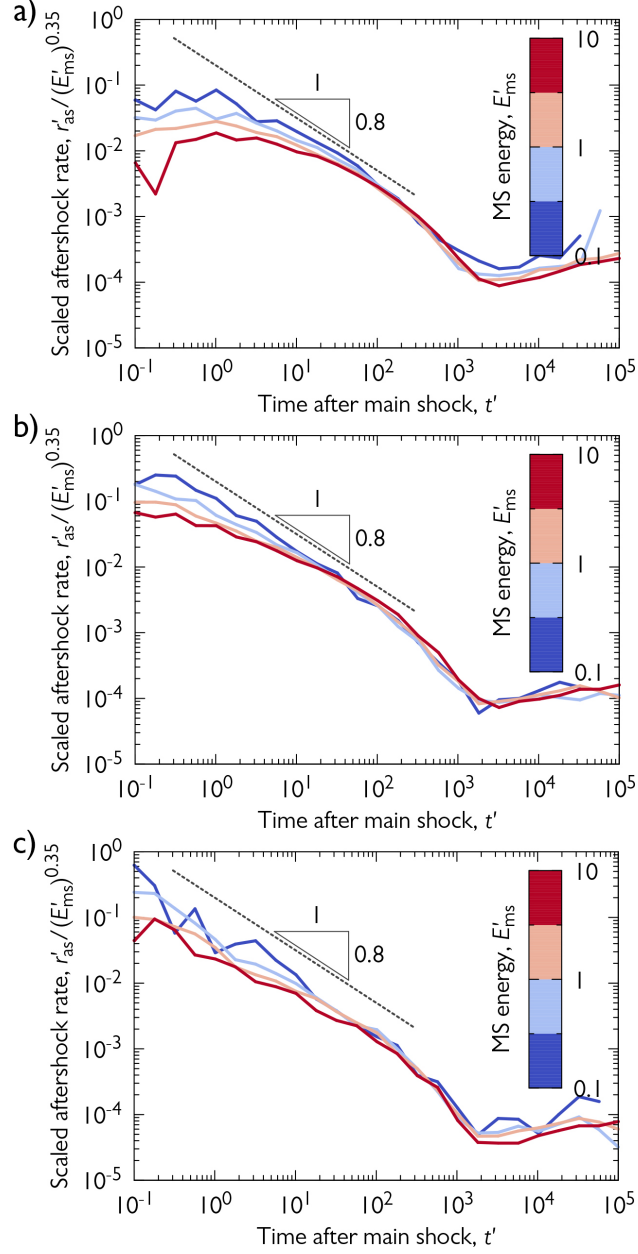 a)
Scaled aftershock rate, r'as/(E'ms)^0.35
10^0
10^-1
10^-2
10^-3
10^-4
10^-5
1
0.8
MS energy, E'ms
10
1
0.1
10^-1 10^0 10^1 10^2 10^3 10^4 10^5
Time after main shock, t'
b)
Scaled aftershock rate, r'as/(E'ms)^0.35
10^0
10^-1
10^-2
10^-3
10^-4
10^-5
1
0.8
MS energy, E'ms
10
1
0.1
10^-1 10^0 10^1 10^2 10^3 10^4 10^5
Time after main shock, t'
c)
Scaled aftershock rate, r'as/(E'ms)^0.35
10^0
10^-1
10^-2
10^-3
10^-4
10^-5
1
0.8
MS energy, E'ms
10
1
0.1
10^-1 10^0 10^1 10^2 10^3 10^4 10^5
Time after main shock, t'